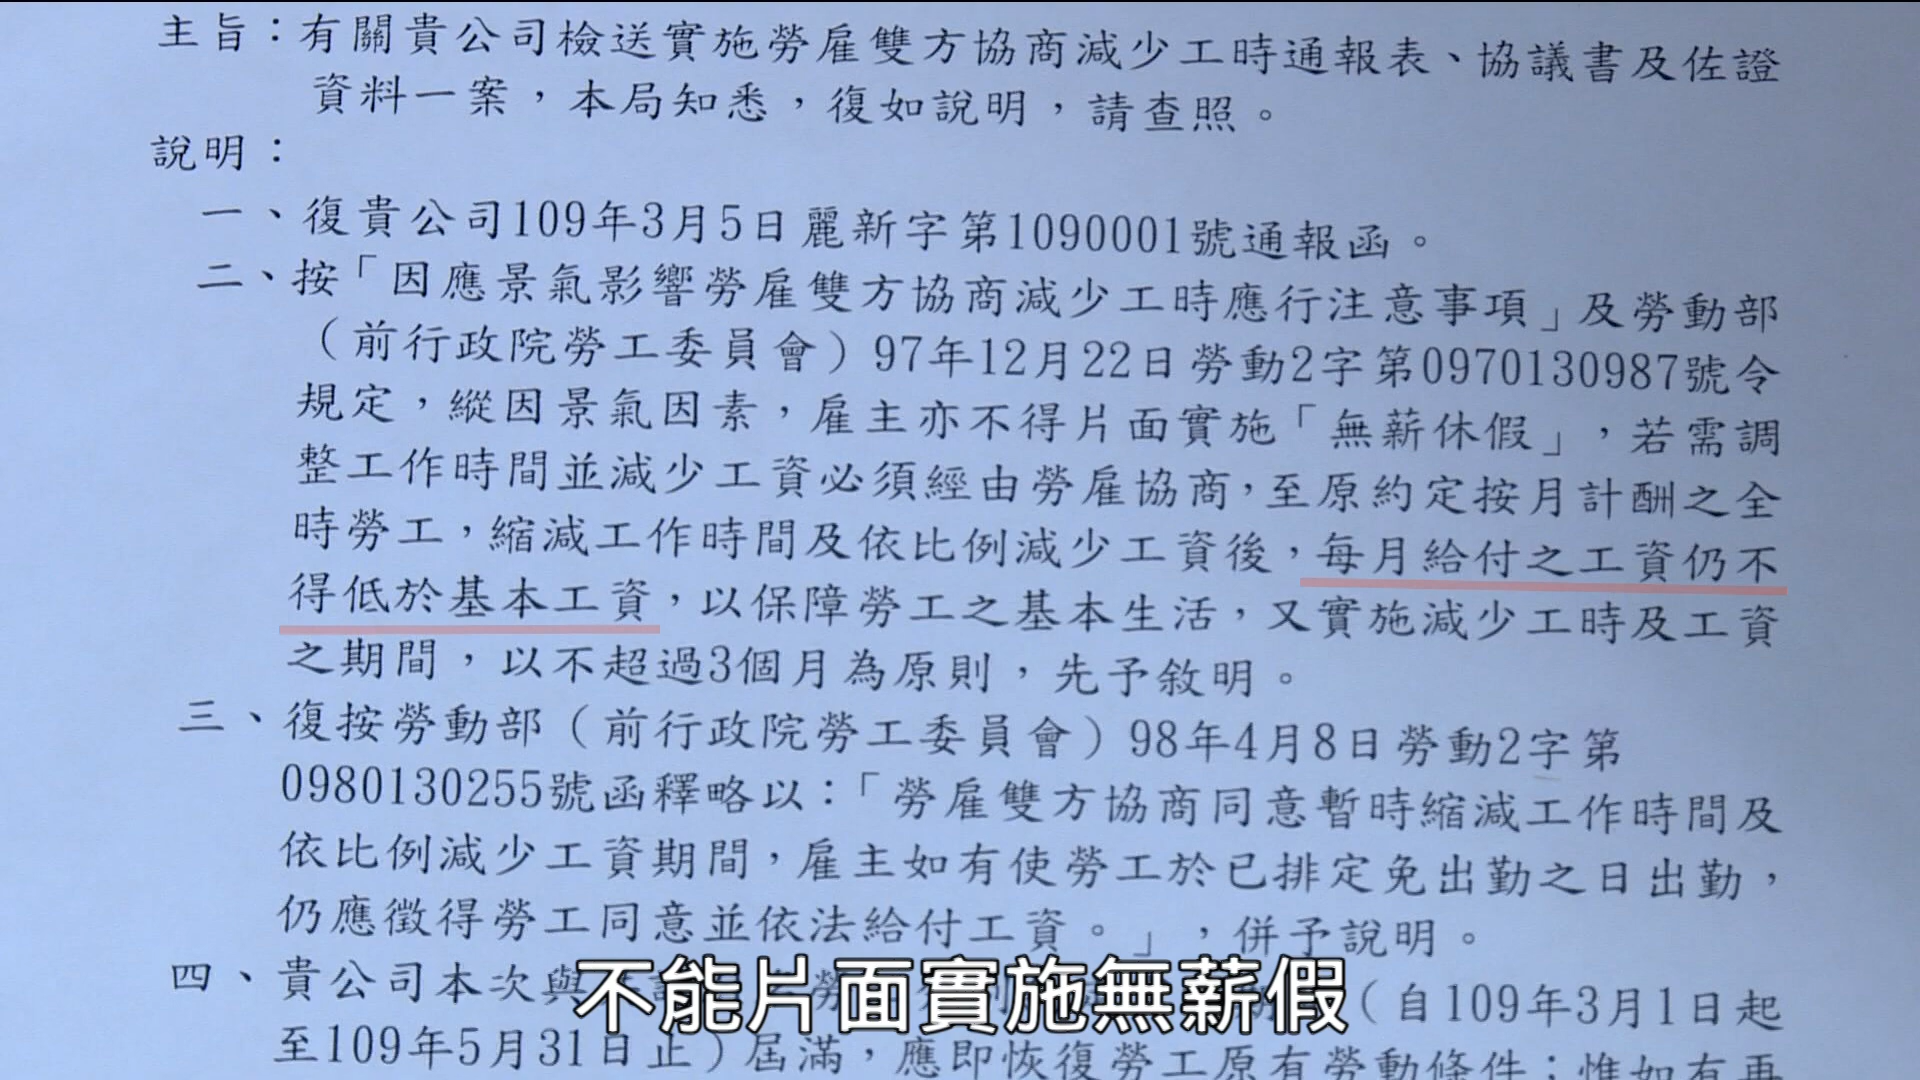 主旨：有關貴公司檢送實施勞雇雙方協商減少工時通報表、協議書及佐證
資料一案，本局知悉，復如說明，請查照。
說明：
一、復貴公司109年3月5日麗新字第1090001號通報函。
二、按「因應景氣影響勞雇雙方協商減少工時應行注意事項」及勞動部
（前行政院勞工委員會）97年12月22日勞動2字第0970130987號令
規定，縱因景氣因素，雇主亦不得片面實施「無薪休假」，若需調
整工作時間並減少工資必須經由勞雇協商，至原約定按月計酬之全
時勞工，縮減工作時間及依比例減少工資後，每月給付之工資仍不
得低於基本工資，以保障勞工之基本生活，又實施減少工時及工資
之期間，以不超過3個月為原則，先予敘明。
三、復按勞動部（前行政院勞工委員會）98年4月8日勞動2字第
0980130255號函釋略以：「勞雇雙方協商同意暫時縮減工作時間及
依比例減少工資期間，雇主如有使勞工於已排定免出勤之日出勤，
仍應徵得勞工同意並依法給付工資。」，併予說明。
四、貴公司本次與（自109年3月1日起
至109年5月31日止）屆滿，應即恢復勞工原有勞動條件；惟如有再
不能片面實施無薪假